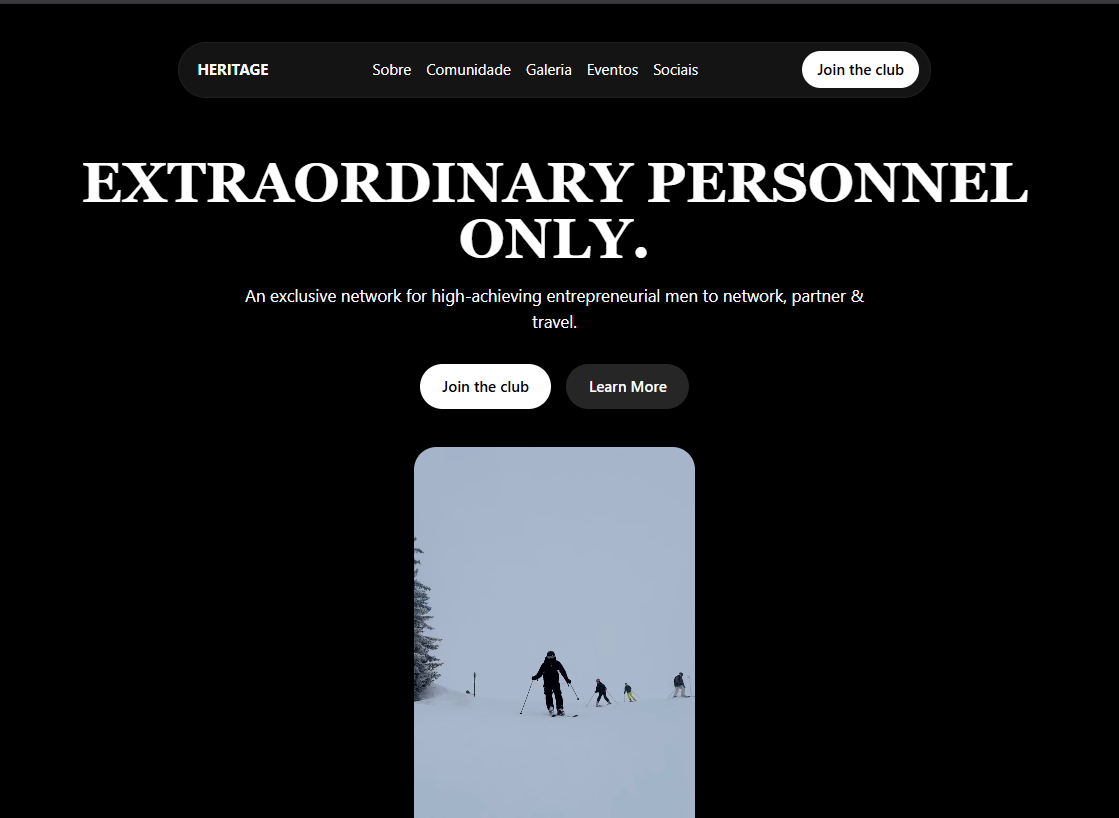 HERITAGE Sobre Comunidade Galeria Eventos Sociais Join the club
EXTRAORDINARY PERSONNEL
ONLY.
An exclusive network for high-achieving entrepreneurial men to network, partner &
travel.
Join the club Learn More